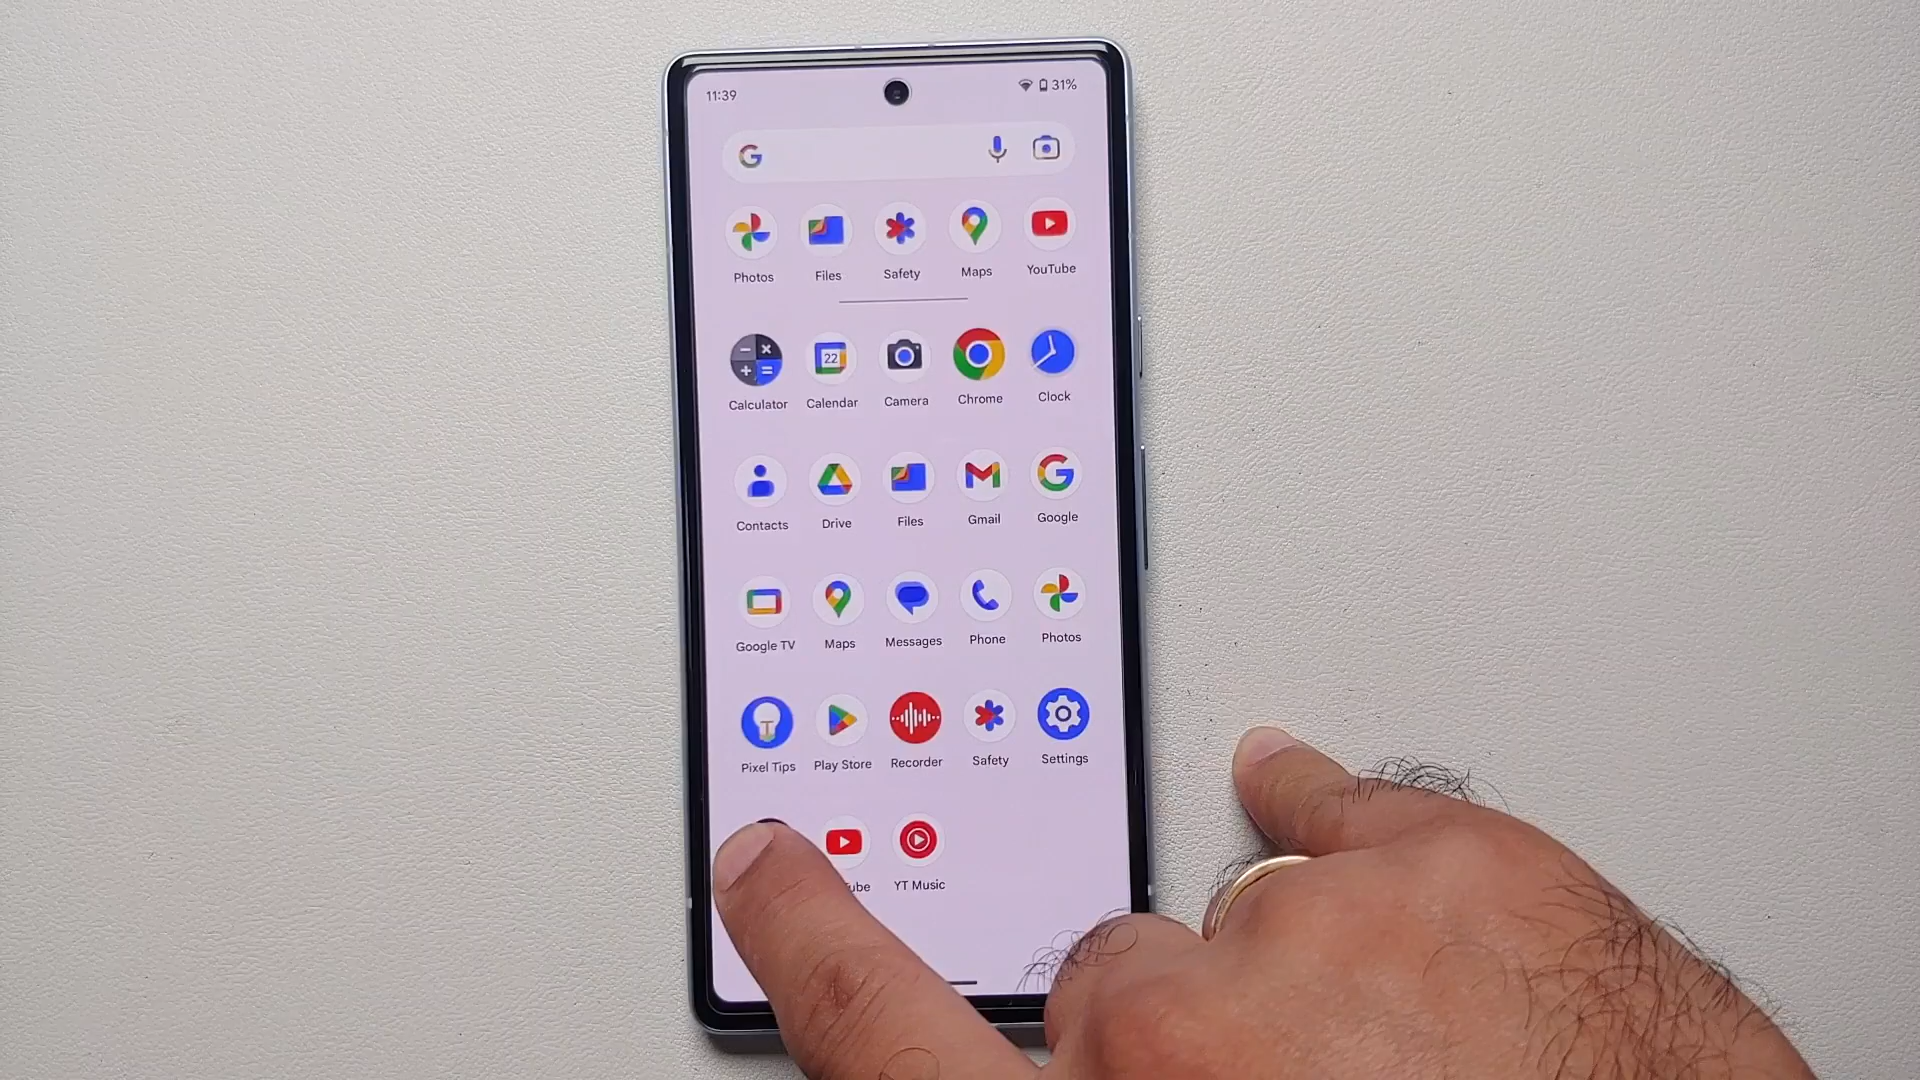 11:39 31%
Photos Files Safety Maps YouTube
22
Calculator Calendar Camera Chrome Clock
Contacts Drive Files Gmail Google
Google TV Maps Messages Phone Photos
Pixel Tips Play Store Recorder Safety Settings
ube YT Music